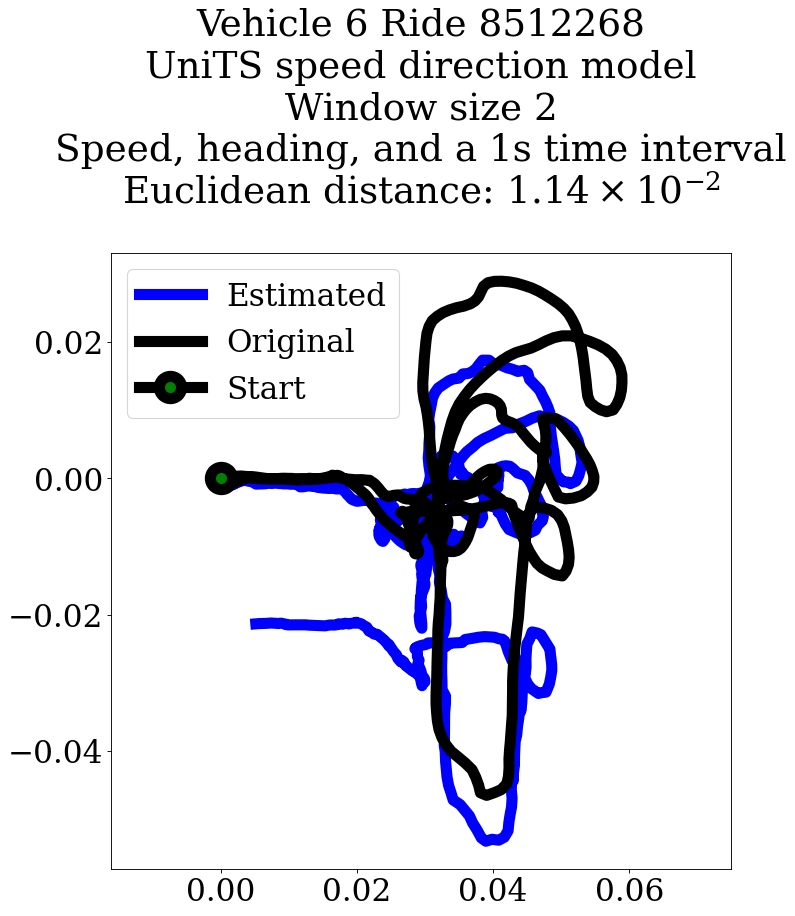 Vehicle 6 Ride 8512268
UniTS speed direction model
Window size 2
Speed, heading, and a 1s time interval
Euclidean distance: 1.14 × 10⁻²
Estimated
Original
Start
0.02
0.00
−0.02
−0.04
0.00 0.02 0.04 0.06